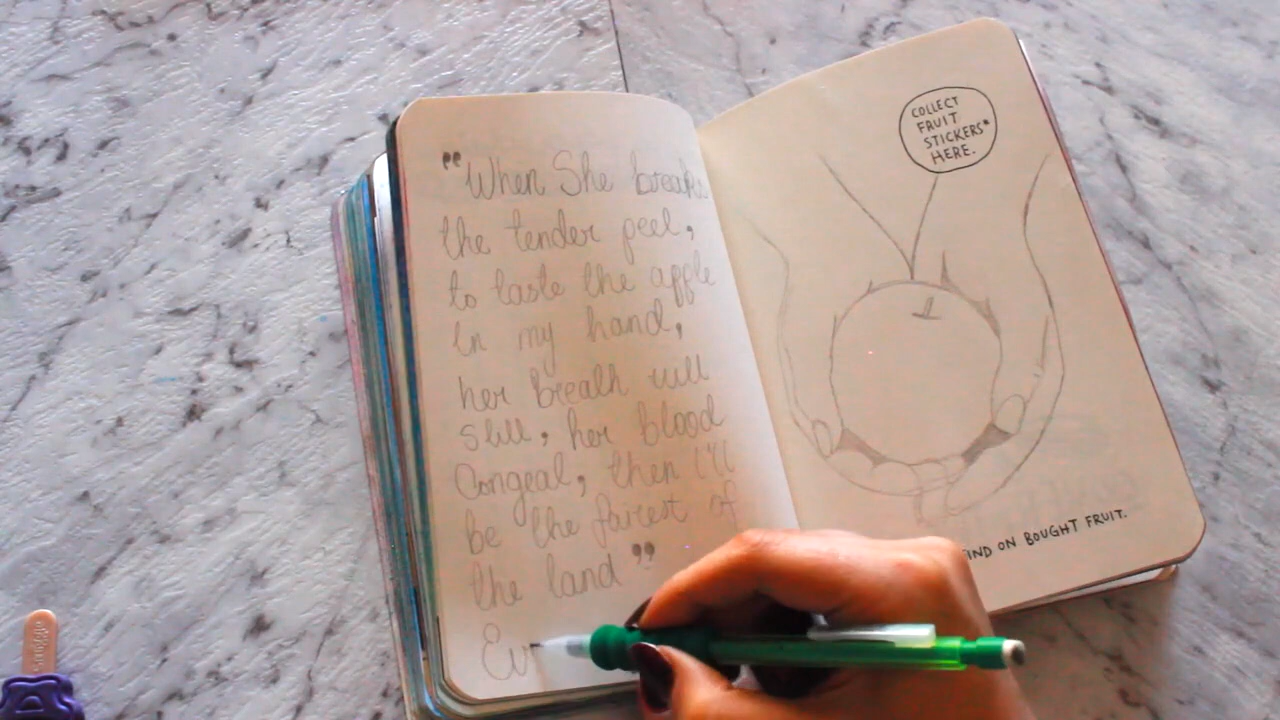 "When She breaks
the tender peel,
to taste the apple
in my hand,
her breath will
still, her blood
Congeal, then I'll
be the fairest of
the land"
Ev
COLLECT
FRUIT
STICKERS*
HERE.
FIND ON BOUGHT FRUIT.